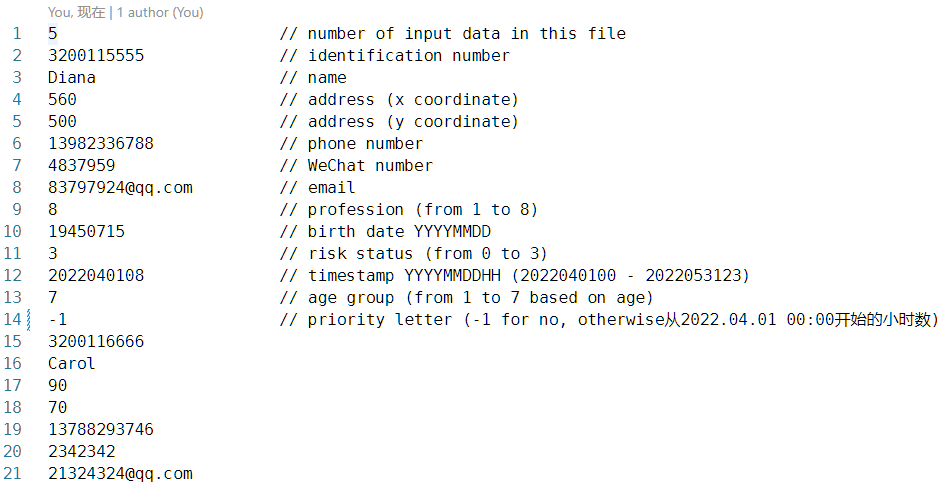 You, 现在 | 1 author (You)
1 5 // number of input data in this file
2 3200115555 // identification number
3 Diana // name
4 560 // address (x coordinate)
5 500 // address (y coordinate)
6 13982336788 // phone number
7 4837959 // WeChat number
8 83797924@qq.com // email
9 8 // profession (from 1 to 8)
10 19450715 // birth date YYYYMMDD
11 3 // risk status (from 0 to 3)
12 2022040108 // timestamp YYYYMMDDHH (2022040100 - 2022053123)
13 7 // age group (from 1 to 7 based on age)
14 -1 // priority letter (-1 for no, otherwise从2022.04.01 00:00开始的小时数)
15 3200116666
16 Carol
17 90
18 70
19 13788293746
20 2342342
21 21324324@qq.com